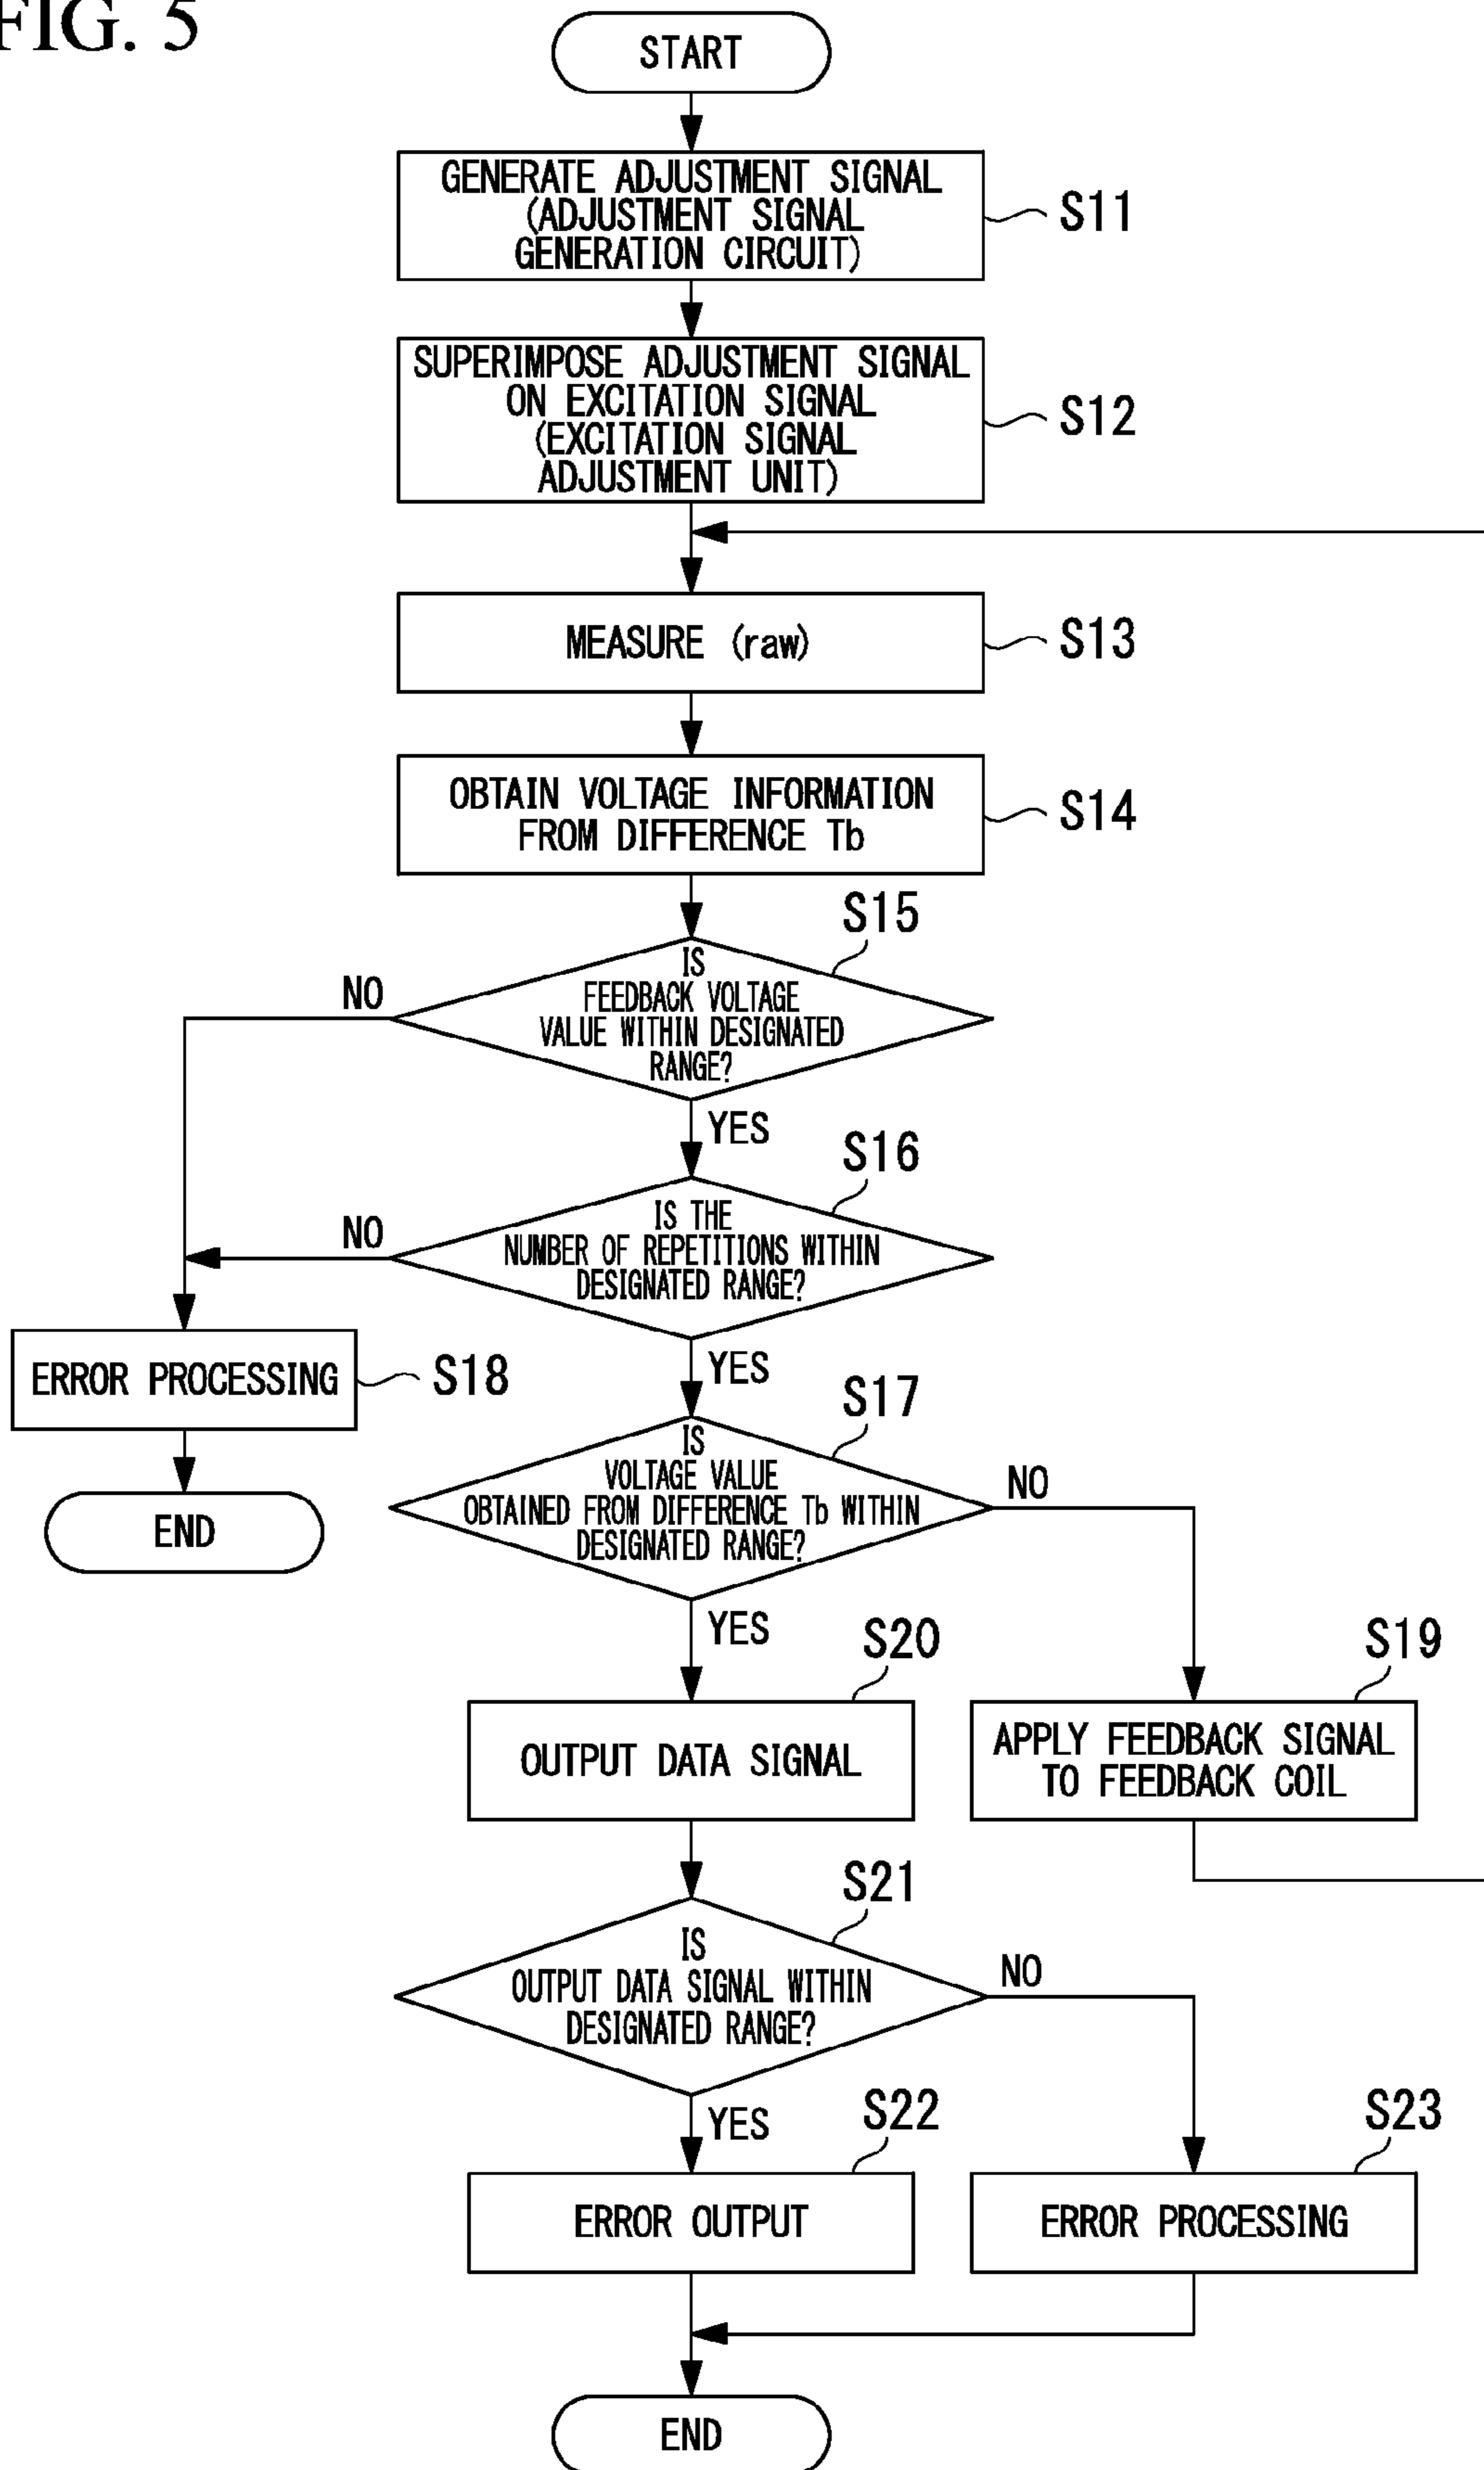 FIG. 5
START
GENERATE ADJUSTMENT SIGNAL
(ADJUSTMENT SIGNAL
GENERATION CIRCUIT)
S11
SUPERIMPOSE ADJUSTMENT SIGNAL
ON EXCITATION SIGNAL
(EXCITATION SIGNAL
ADJUSTMENT UNIT)
S12
MEASURE (raw)
S13
OBTAIN VOLTAGE INFORMATION
FROM DIFFERENCE Tb
S14
S15
IS
FEEDBACK VOLTAGE
VALUE WITHIN DESIGNATED
RANGE?
NO
YES
S16
IS THE
NUMBER OF REPETITIONS WITHIN
DESIGNATED RANGE?
NO
YES
ERROR PROCESSING
S18
END
S17
IS
VOLTAGE VALUE
OBTAINED FROM DIFFERENCE Tb WITHIN
DESIGNATED RANGE?
NO
YES
S20
OUTPUT DATA SIGNAL
S19
APPLY FEEDBACK SIGNAL
TO FEEDBACK COIL
S21
IS
OUTPUT DATA SIGNAL WITHIN
DESIGNATED RANGE?
NO
YES
S22
ERROR OUTPUT
S23
ERROR PROCESSING
END